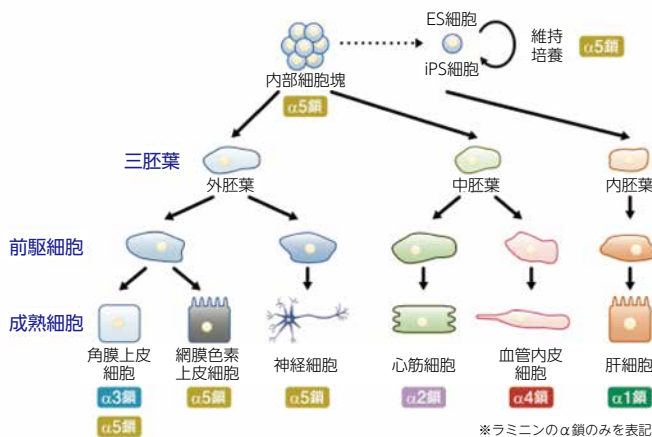 ES細胞
iPS細胞
維持
培養
α5鎖
内部細胞塊
α5鎖
三胚葉
外胚葉
中胚葉
内胚葉
前駆細胞
成熟細胞
角膜上皮
細胞
α3鎖
α5鎖
網膜色素
上皮細胞
α5鎖
神経細胞
α5鎖
心筋細胞
α2鎖
血管内皮
細胞
α4鎖
肝細胞
α1鎖
※ラミニンのα鎖のみを表記